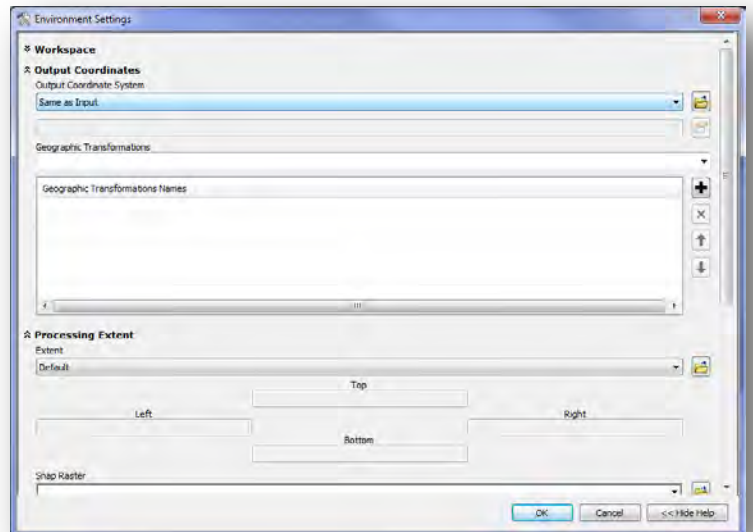 Environment Settings
Workspace
Output Coordinates
Output Coordinate System
Same as Input
Geographic Transformations
Geographic Transformations Names
Processing Extent
Extent
Default
Top
Left Right
Bottom
Snap Raster
OK Cancel << Hide Help